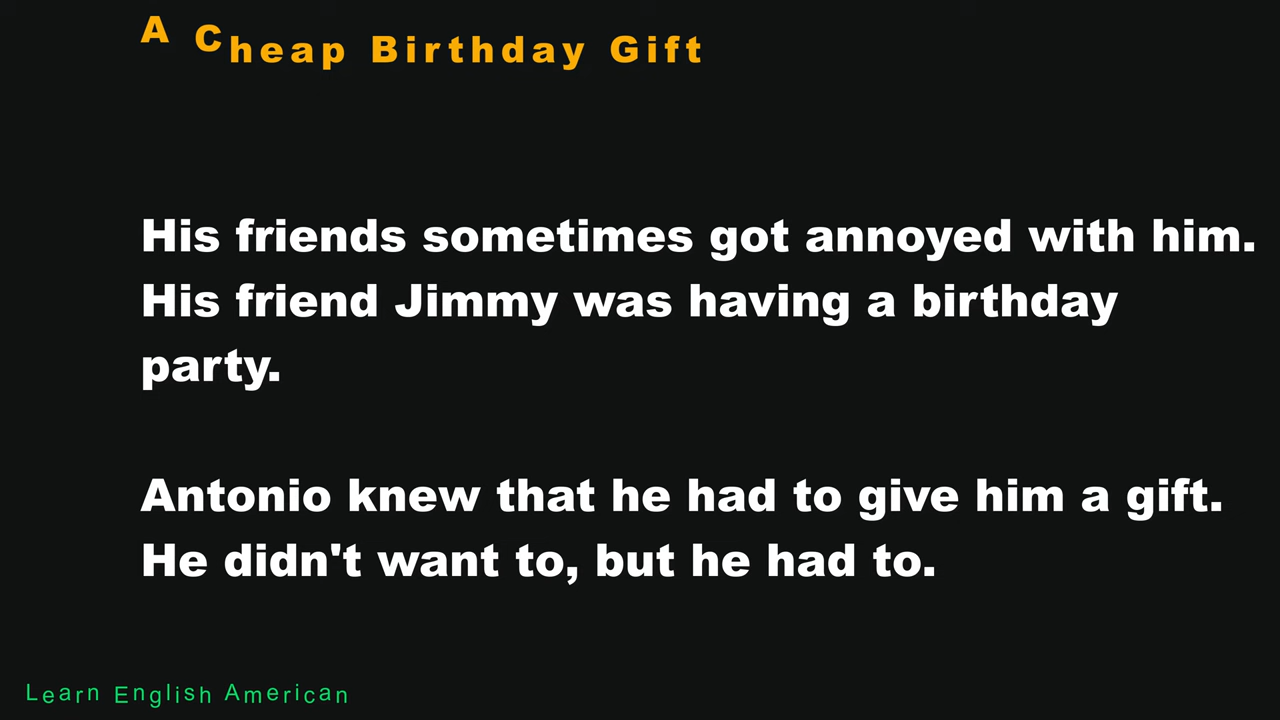 A Cheap Birthday Gift
His friends sometimes got annoyed with him.
His friend Jimmy was having a birthday
party.
Antonio knew that he had to give him a gift.
He didn't want to, but he had to.
Learn English American